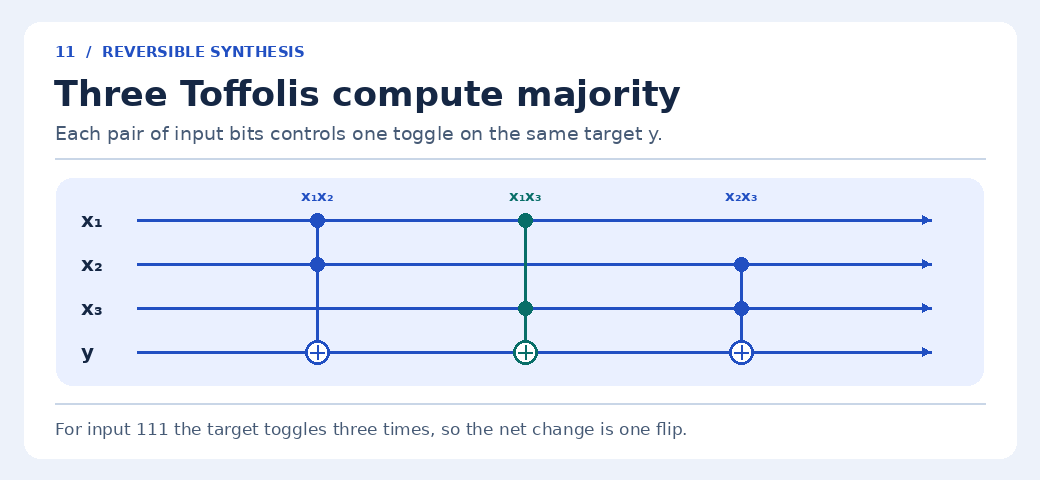 11 / REVERSIBLE SYNTHESIS
Three Toffolis compute majority
Each pair of input bits controls one toggle on the same target y.
x₁x₂ x₁x₃ x₂x₃
x₁
x₂
x₃
y
For input 111 the target toggles three times, so the net change is one flip.